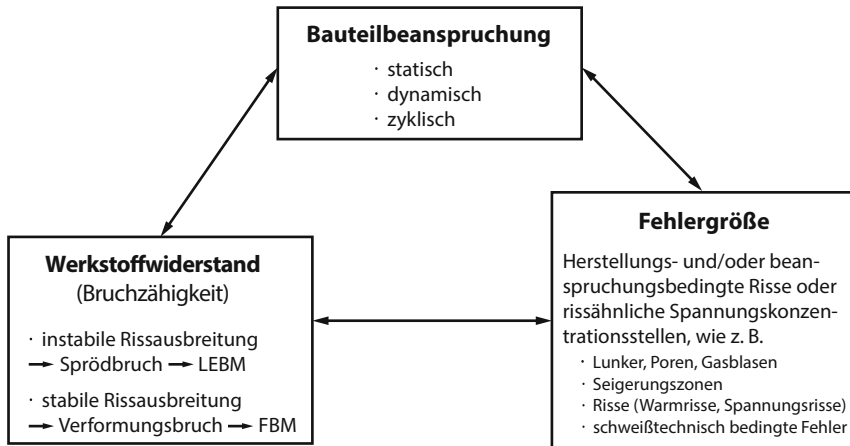 Bauteilbeanspruchung
· statisch
· dynamisch
· zyklisch
Werkstoffwiderstand
(Bruchzähigkeit)
· instabile Rissausbreitung
→ Sprödbruch → LEBM
· stabile Rissausbreitung
→ Verformungsbruch → FBM
Fehlergröße
Herstellungs- und/oder bean-
spruchungsbedingte Risse oder
rissähnliche Spannungskonzen-
trationsstellen, wie z. B.
· Lunker, Poren, Gasblasen
· Seigerungszonen
· Risse (Warmrisse, Spannungsrisse)
· schweißtechnisch bedingte Fehler